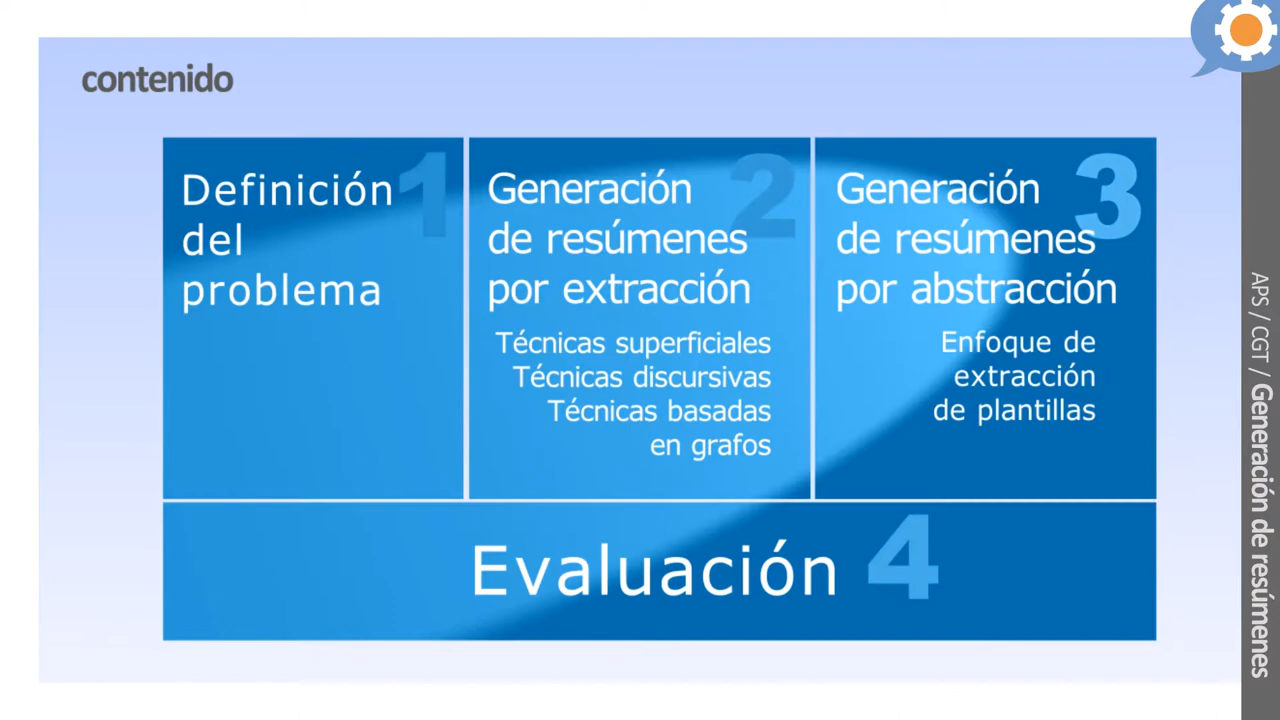 contenido
1
Definición
del
problema
2
Generación
de resúmenes
por extracción
Técnicas superficiales
Técnicas discursivas
Técnicas basadas
en grafos
3
Generación
de resúmenes
por abstracción
Enfoque de
extracción
de plantillas
Evaluación 4
APS / CGT / Generación de resúmenes